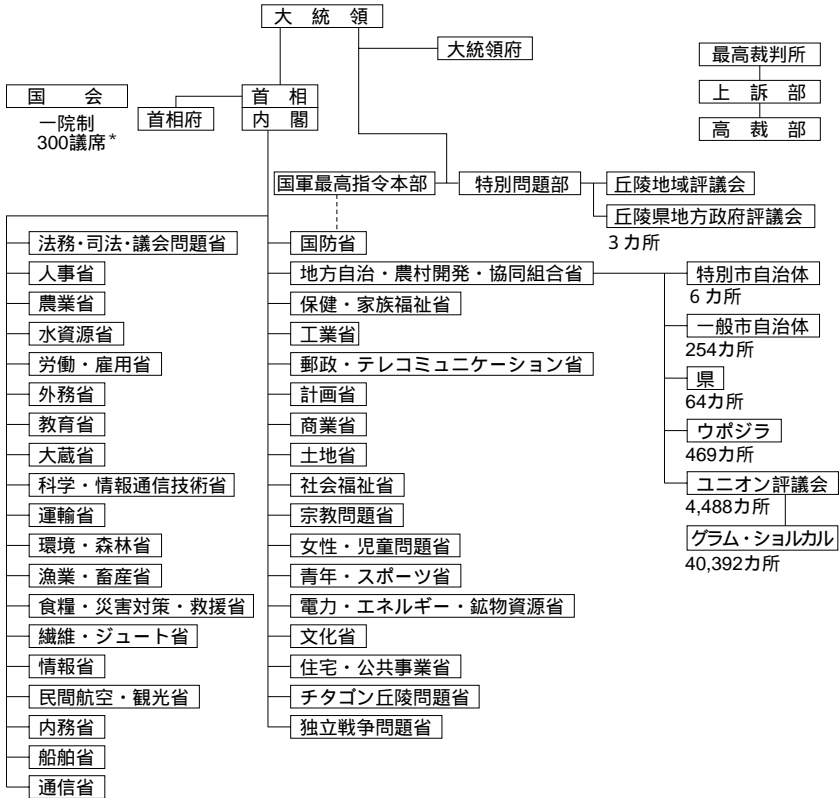 大統領
大統領府
最高裁判所
国会
首相
上訴部
一院制
首相府
内閣
高裁部
300議席*
国軍最高指令本部
特別問題部
丘陵地域評議会
丘陵県地方政府評議会
3カ所
法務・司法・議会問題省
人事省
農業省
水資源省
労働・雇用省
外務省
教育省
大蔵省
科学・情報通信技術省
運輸省
環境・森林省
漁業・畜産省
食糧・災害対策・救援省
繊維・ジュート省
情報省
民間航空・観光省
内務省
船舶省
通信省
国防省
地方自治・農村開発・協同組合省
保健・家族福祉省
工業省
郵政・テレコミュニケーション省
計画省
商業省
土地省
社会福祉省
宗教問題省
女性・児童問題省
青年・スポーツ省
電力・エネルギー・鉱物資源省
文化省
住宅・公共事業省
チタゴン丘陵問題省
独立戦争問題省
特別市自治体
6カ所
一般市自治体
254カ所
県
64カ所
ウポジラ
469カ所
ユニオン評議会
4,488カ所
グラム・ショルカル
40,392カ所